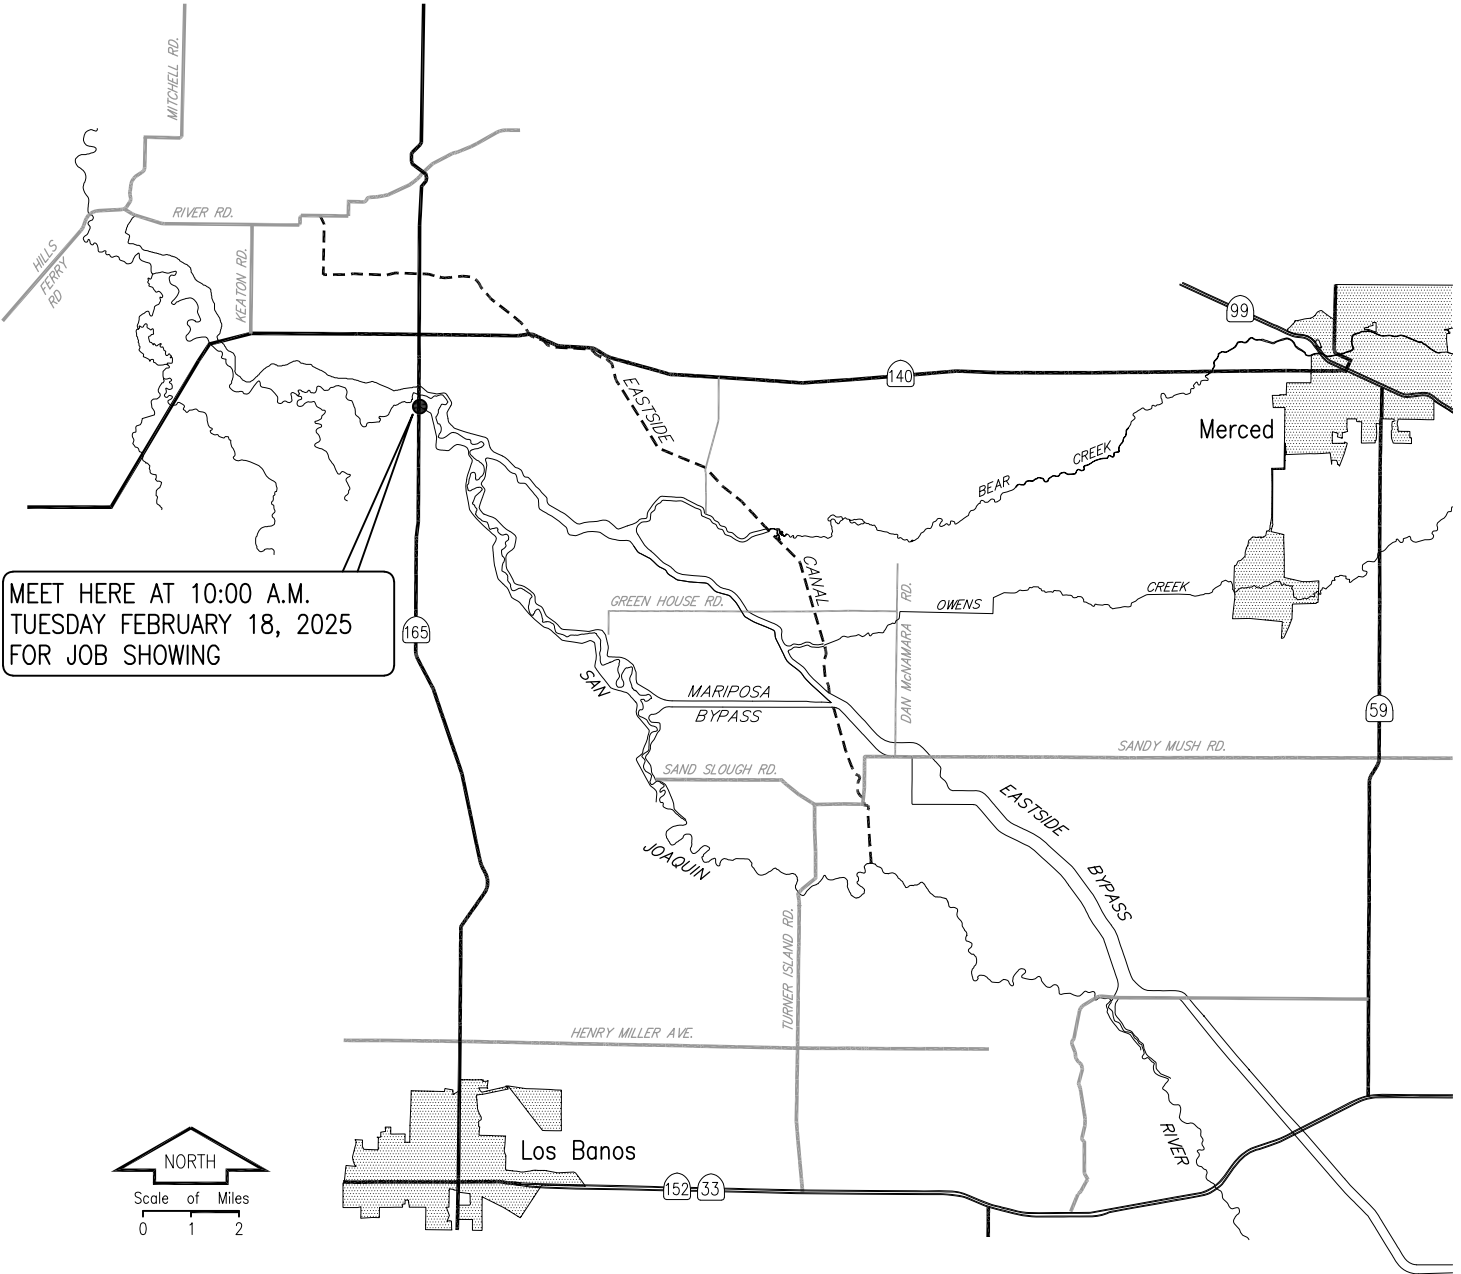 MITCHELL RD.
RIVER RD.
HILLS
FERRY
RD
KEATON RD.
99
140
EASTSIDE
CANAL
Merced
BEAR CREEK
MEET HERE AT 10:00 A.M.
TUESDAY FEBRUARY 18, 2025
FOR JOB SHOWING
165
GREEN HOUSE RD.
DAN McNAMARA RD.
OWENS CREEK
SAN
JOAQUIN
RIVER
MARIPOSA
BYPASS
59
SANDY MUSH RD.
SAND SLOUGH RD.
EASTSIDE
BYPASS
TURNER ISLAND RD.
HENRY MILLER AVE.
Los Banos
152 33
NORTH
Scale of Miles
0 1 2